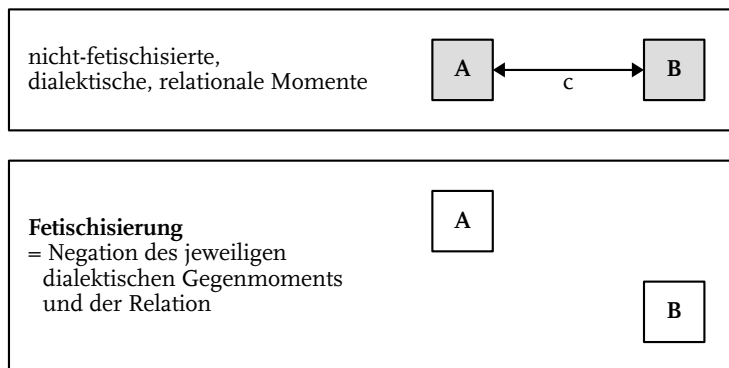 nicht-fetischisierte,
dialektische, relationale Momente
A
B
c
Fetischisierung
= Negation des jeweiligen
dialektischen Gegenmoments
und der Relation
A
B